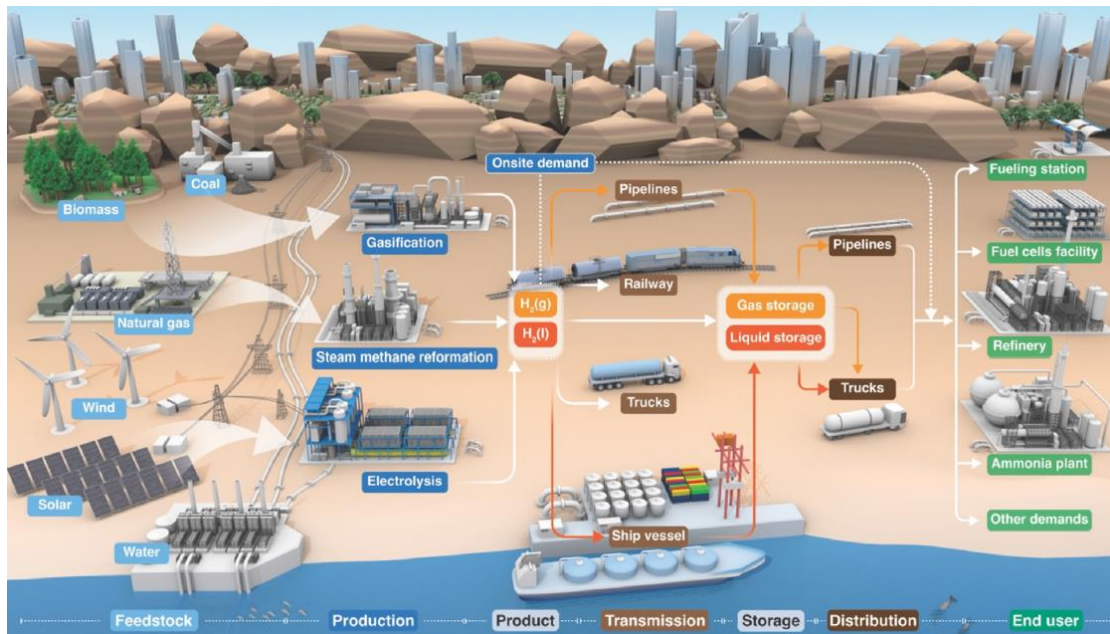 Onsite demand
Coal
Biomass
Pipelines
Fueling station
Gasification
Pipelines
Fuel cells facility
Railway
Natural gas
H₂(g)
Gas storage
Steam methane reformation
H₂(l)
Liquid storage
Refinery
Wind
Trucks
Trucks
Electrolysis
Ammonia plant
Solar
Other demands
Water
Ship vessel
Feedstock
Production
Product
Transmission
Storage
Distribution
End user